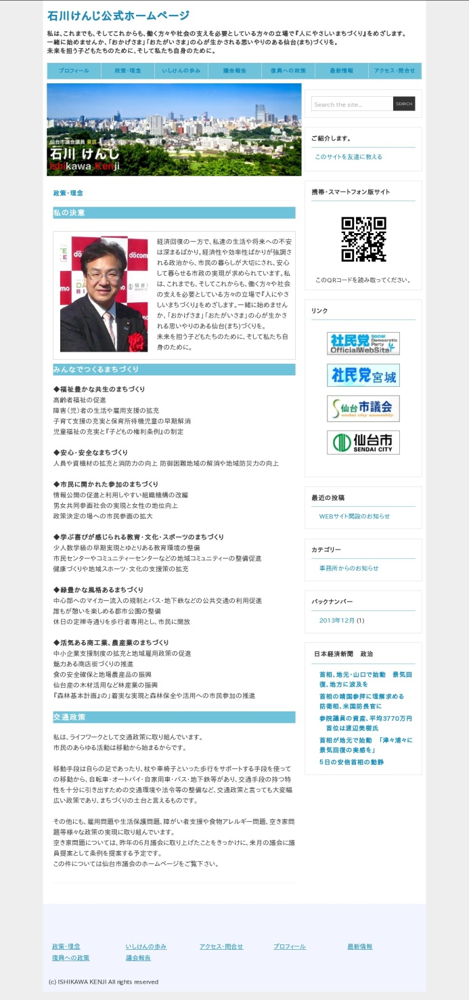 石川けんじ公式ホームページ
私は、これまでも、そしてこれからも、働く方々や社会の支えを必要としている方々の立場で『人にやさしいまちづくり』をめざします。
一緒に始めませんか、「おかげさま」「おたがいさま」の心が生かされる思いやりのある仙台(まち)づくりを。
未来を担う子どもたちのために、そして私たち自身のために。
プロフィール
政策・理念
いしけんの歩み
議会報告
復興への政策
最新情報
アクセス・問合せ
仙台市議会議員 泉区
石川 けんじ
Ishikawa Kenji
政策・理念
私の決意
経済回復の一方で、私達の生活や将来への不安
は深まるばかり。経済性や効率性ばかりが強調さ
れる政治から、市民の暮らしが大切にされ、安心
して暮らせる市政の実現が求められています。私
は、これまでも、そしてこれからも、働く方々や社会
の支えを必要としている方々の立場で『人にやさ
しいまちづくり』をめざします。一緒に始めません
か、「おかげさま」「おたがいさま」の心が生かさ
れる思いやりのある仙台(まち)づくりを。
未来を担う子どもたちのために、そして私たち自
身のために。
みんなでつくるまちづくり
◆福祉豊かな共生のまちづくり
高齢者福祉の促進
障害（児）者の生活や雇用支援の拡充
子育て支援の充実と保育所待機児童の早期解消
児童福祉の充実と『子どもの権利条例』の制定
◆安心・安全なまちづくり
人員や資機材の拡充と消防力の向上 防御困難地域の解消や地域防災力の向上
◆市民に開かれた参加のまちづくり
情報公開の促進と利用しやすい組織機構の改編
男女共同参画社会の実現と女性の地位向上
政策決定の場への市民参画の拡大
◆学ぶ喜びが感じられる教育・文化・スポーツのまちづくり
少人数学級の早期実現とゆとりある教育環境の整備
市民センターやコミュニティーセンターなどの地域コミュニティーの整備促進
健康づくりや地域スポーツ・文化の支援策の拡充
◆緑豊かな風格あるまちづくり
中心部へのマイカー流入の規制とバス・地下鉄などの公共交通の利用促進
誰もが憩いを楽しめる都市公園の整備
休日の定禅寺通りを歩行者専用とし、市民に開放
◆活気ある商工業、農産業のまちづくり
中小企業支援制度の拡充と地域雇用政策の促進
魅力ある商店街づくりの推進
食の安全確保と地場農産品の振興
仙台産の木材活用など林産業の振興
『森林基本計画』の」着実な実現と森林保全や活用への市民参加の推進
交通政策
私は、ライフワークとして交通政策に取り組んでいます。
市民のあらゆる活動は移動から始まるからです。
移動手段は自らの足であったり、杖や車椅子といった歩行をサポートする手段を使って
の移動から、自転車・オートバイ・自家用車・バス・地下鉄等があり、交通手段の持つ特
性を十分に引き出すための交通環境や法令等の整備など、交通政策と言っても大変幅
広い政策であり、まちづくりの土台と言えるものです。
その他にも、雇用問題や生活保護問題、障がい者支援や食物アレルギー問題、空き家問
題等様々な政策の実現に取り組んでいます。
空き家問題については、昨年の６月議会に取り上げたことをきっかけに、来月の議会に議
員提案として条例を提案する予定です。
この件については仙台市議会のホームページをご覧下さい。
Search the site...
SEARCH
ご紹介します。
このサイトを友達に教える
携帯・スマートフォン版サイト
このQRコードを読み取ってください。
リンク
社民党 Social Democratic Party
OfficialWebSite
社民党宮城
仙台市議会
sendai city assembly
仙台市
SENDAI CITY
最近の投稿
WEBサイト開設のお知らせ
カテゴリー
事務所からのお知らせ
バックナンバー
2013年12月 (1)
日本経済新聞　政治
首相、地元・山口で始動　景気回
復、地方に波及を
首相の靖国参拝に理解求める
防衛相、米国防長官に
参院議員の資産、平均3770万円
首位は渡辺美樹氏
首相が地元で始動　「津々浦々に
景気回復の実感を」
５日の安倍首相の動静
政策・理念
いしけんの歩み
アクセス・問合せ
プロフィール
最新情報
復興への政策
議会報告
(c) ISHIKAWA KENJI All rights reserved